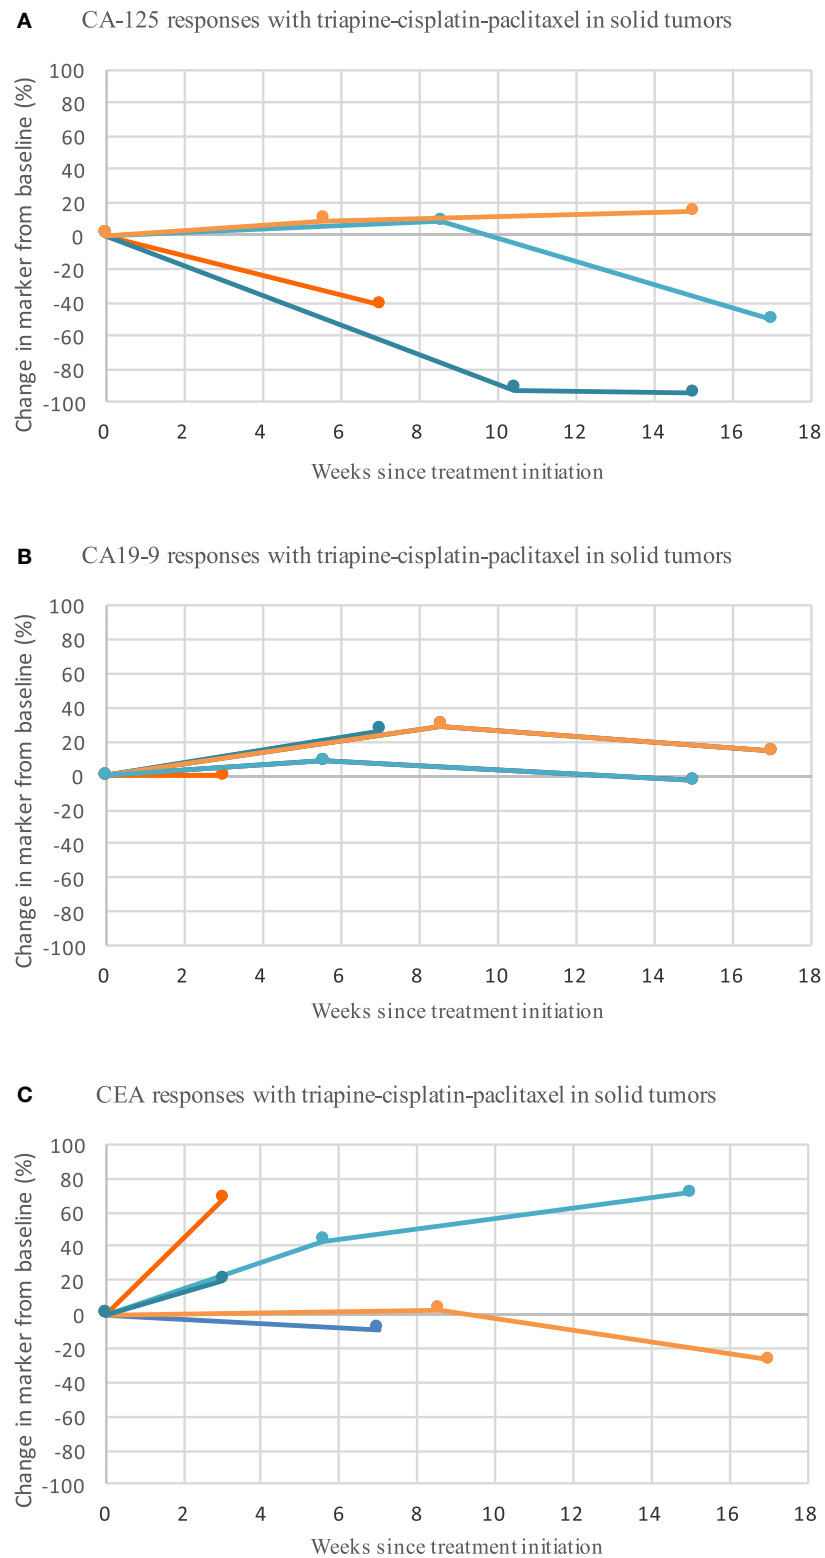 A CA-125 responses with triapine-cisplatin-paclitaxel in solid tumors
Change in marker from baseline (%)
100
80
60
40
20
0
-20
-40
-60
-80
-100
0 2 4 6 8 10 12 14 16 18
Weeks since treatment initiation
B CA19-9 responses with triapine-cisplatin-paclitaxel in solid tumors
Change in marker from baseline (%)
100
80
60
40
20
0
-20
-40
-60
-80
-100
0 2 4 6 8 10 12 14 16 18
Weeks since treatment initiation
C CEA responses with triapine-cisplatin-paclitaxel in solid tumors
Change in marker from baseline (%)
100
80
60
40
20
0
-20
-40
-60
-80
-100
0 2 4 6 8 10 12 14 16 18
Weeks since treatment initiation